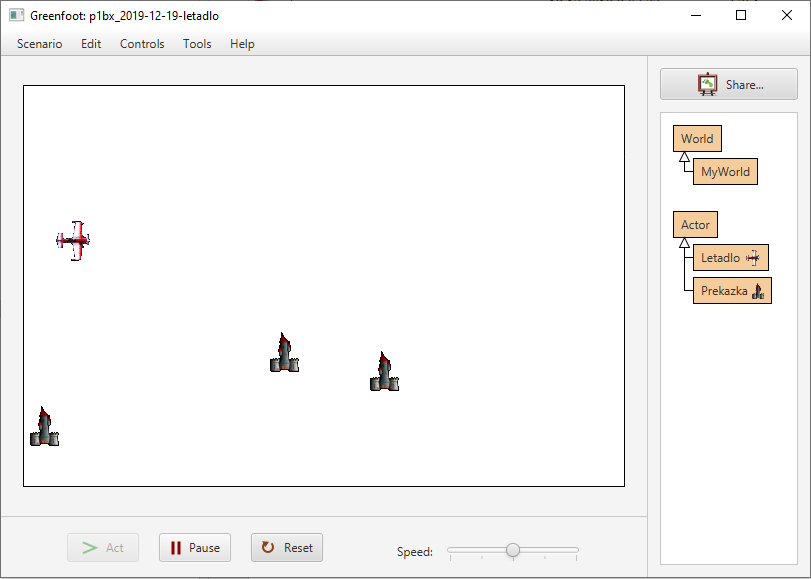 Greenfoot: p1bx_2019-12-19-letadlo
Scenario Edit Controls Tools Help
Share...
World
MyWorld
Actor
Letadlo
Prekazka
Act Pause Reset Speed: